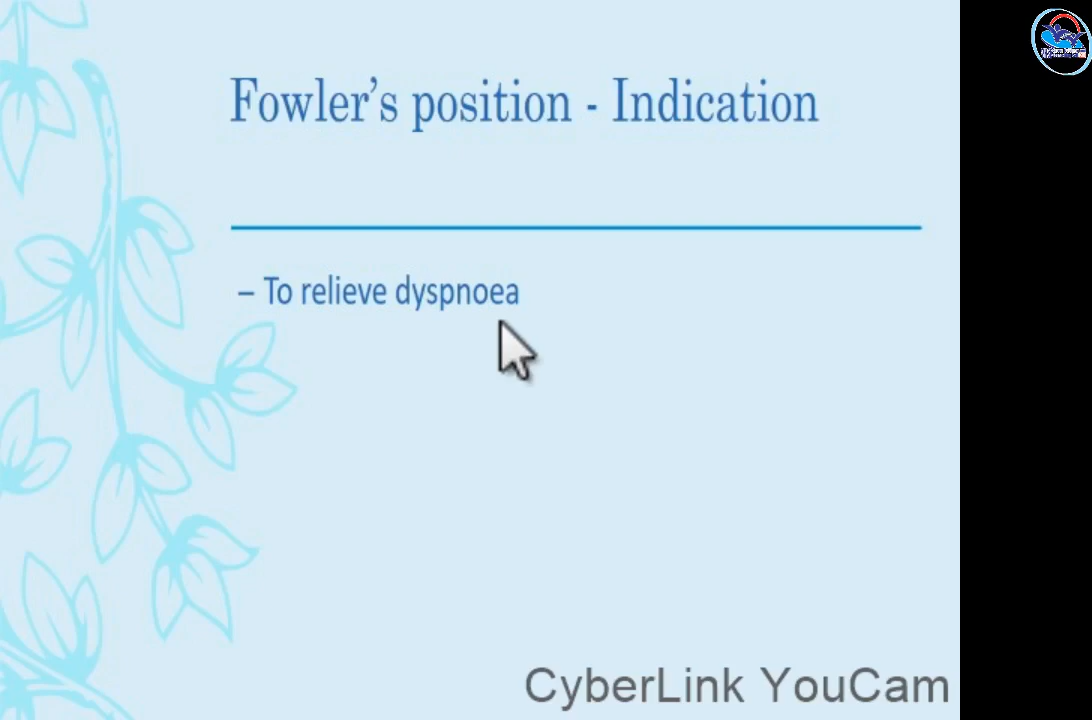 Fowler's position - Indication
– To relieve dyspnoea
CyberLink YouCam